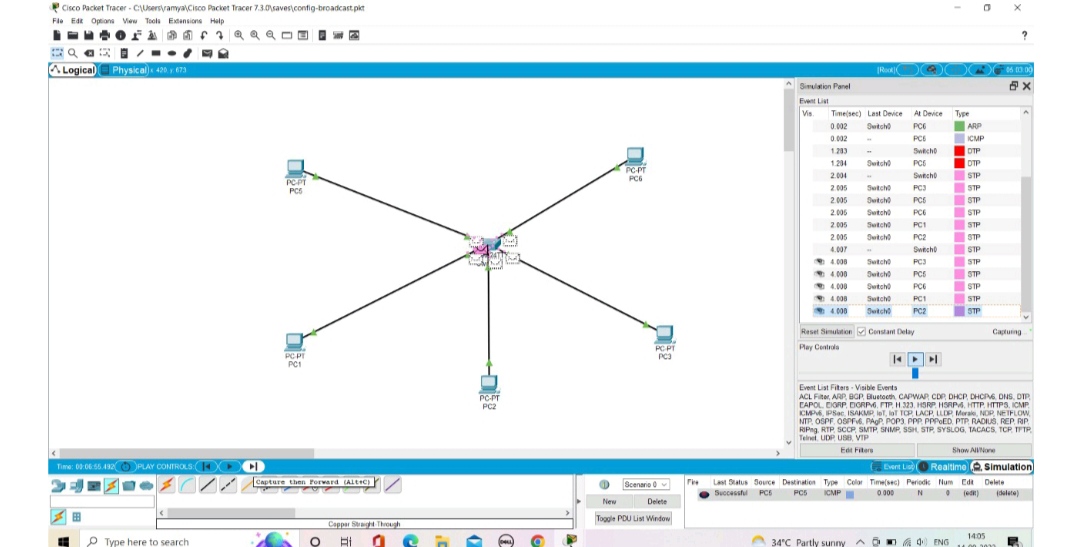 Cisco Packet Tracer - C:\Users\ramya\Cisco Packet Tracer 7.3.0\saves\config-broadcast.pkt
File Edit Options View Tools Extensions Help
Logical Physical x: 420, y: 673 [Root] 05:03:00
Simulation Panel
Event List
Vis. Time(sec) Last Device At Device Type
0.002 Switch0 PC6 ARP
0.002 -- PC6 ICMP
1.283 -- Switch0 DTP
1.284 Switch0 PC5 DTP
2.004 -- Switch0 STP
2.005 Switch0 PC3 STP
2.005 Switch0 PC5 STP
2.005 Switch0 PC6 STP
2.005 Switch0 PC1 STP
2.005 Switch0 PC2 STP
4.007 -- Switch0 STP
4.008 Switch0 PC3 STP
4.008 Switch0 PC5 STP
4.008 Switch0 PC6 STP
4.008 Switch0 PC1 STP
4.008 Switch0 PC2 STP
Reset Simulation Constant Delay Capturing...
Play Controls
Event List Filters - Visible Events
ACL Filter, ARP, BGP, Bluetooth, CAPWAP, CDP, DHCP, DHCPv6, DNS, DTP,
EAPOL, EIGRP, EIGRPv6, FTP, H.323, HSRP, HSRPv6, HTTP, HTTPS, ICMP,
ICMPv6, IPSec, ISAKMP, IoT, IoT TCP, LACP, LLDP, Meraki, NDP, NETFLOW,
NTP, OSPF, OSPFv6, PAgP, POP3, PPP, PPPoED, PTP, RADIUS, REP, RIP,
RIPng, RTP, SCCP, SMTP, SNMP, SSH, STP, SYSLOG, TACACS, TCP, TFTP,
Telnet, UDP, USB, VTP
Edit Filters Show All/None
PC-PT
PC5
PC-PT
PC6
PC-PT
PC1
PC-PT
PC2
PC-PT
PC3
Time: 00:06:55.492 PLAY CONTROLS: Event List Realtime Simulation
Capture then Forward (Alt+C)
Copper Straight-Through
Scenario 0
New Delete
Toggle PDU List Window
Fire Last Status Source Destination Type Color Time(sec) Periodic Num Edit Delete
Successful PC6 PC5 ICMP 0.000 N 0 (edit) (delete)
Type here to search
34°C Partly sunny ENG 14:05